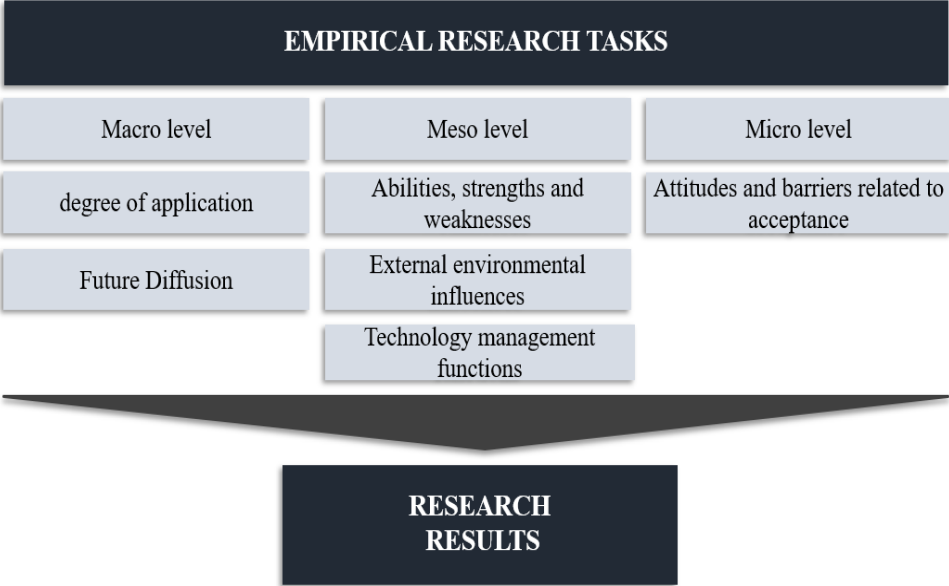 EMPIRICAL RESEARCH TASKS
Macro level
Meso level
Micro level
degree of application
Abilities, strengths and
weaknesses
Attitudes and barriers related to
acceptance
Future Diffusion
External environmental
influences
Technology management
functions
RESEARCH
RESULTS